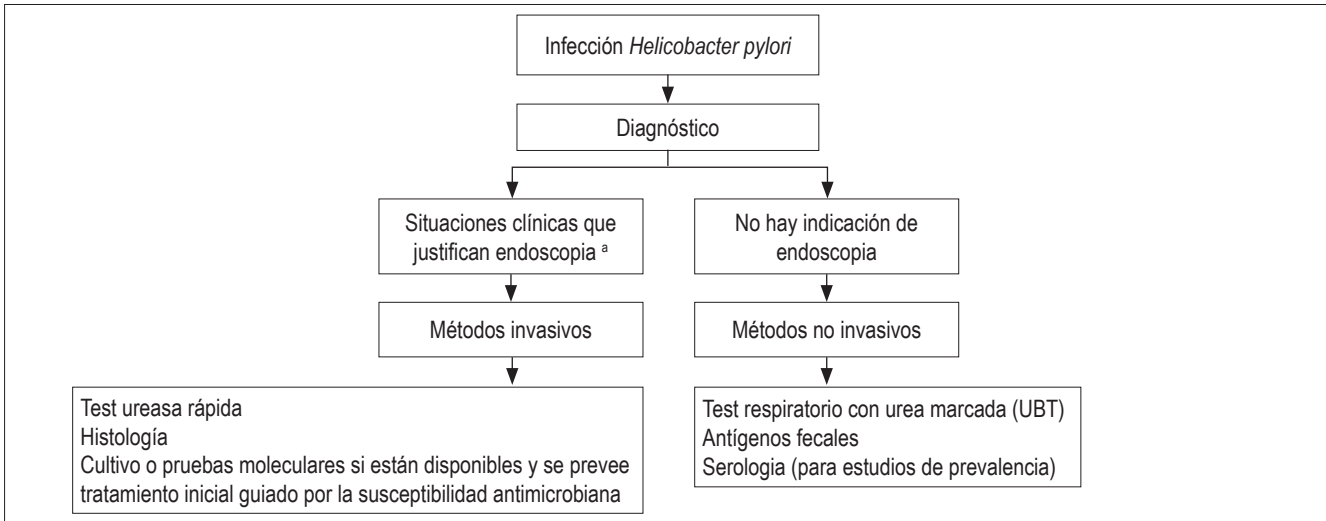 Infección Helicobacter pylori
Diagnóstico
Situaciones clínicas que
justifican endoscopia ª
No hay indicación de
endoscopia
Métodos invasivos
Métodos no invasivos
Test ureasa rápida
Histología
Cultivo o pruebas moleculares si están disponibles y se prevee
tratamiento inicial guiado por la susceptibilidad antimicrobiana
Test respiratorio con urea marcada (UBT)
Antígenos fecales
Serologia (para estudios de prevalencia)